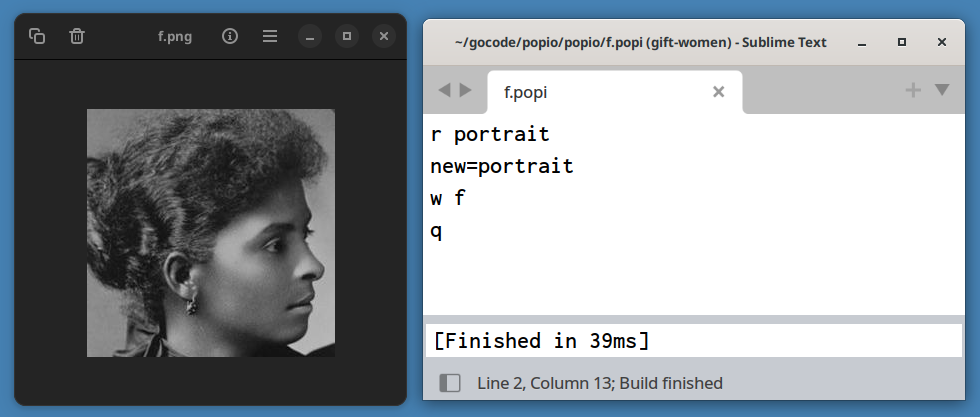 f.png
~/gocode/popio/popio/f.popi (gift-women) - Sublime Text
f.popi
r portrait
new=portrait
w f
q
[Finished in 39ms]
Line 2, Column 13; Build finished